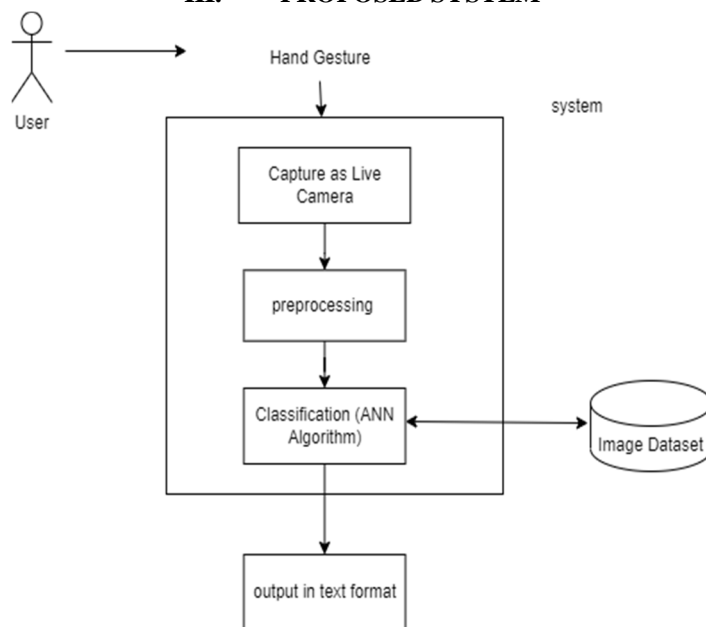 III. PROPOSED SYSTEM
Hand Gesture
User
system
Capture as Live
Camera
preprocessing
Classification (ANN
Algorithm)
Image Dataset
output in text format